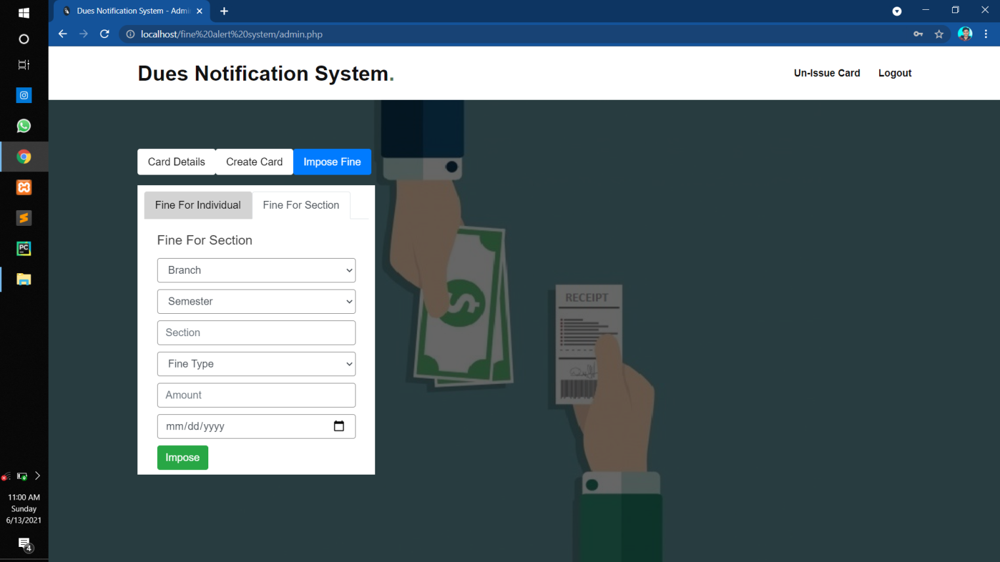 Dues Notification System - Admi
localhost/fine%20alert%20system/admin.php
Dues Notification System.
Un-Issue Card
Logout
Card Details
Create Card
Impose Fine
Fine For Individual
Fine For Section
Fine For Section
Branch
Semester
Section
Fine Type
Amount
mm/dd/yyyy
Impose
RECEIPT
$
PC
11:00 AM
Sunday
6/13/2021
4